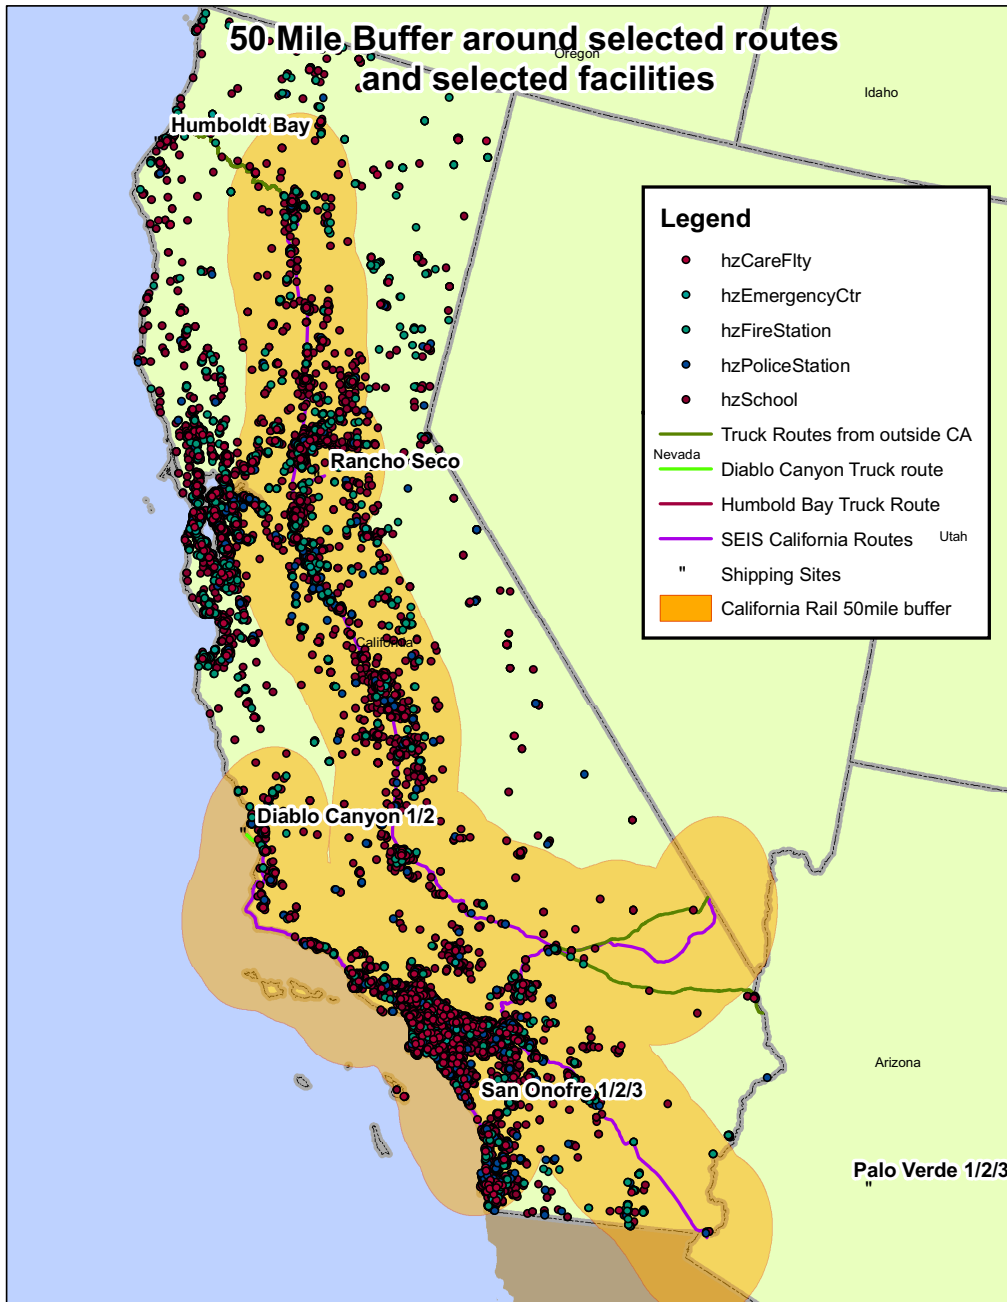 50 Mile Buffer around selected routes
and selected facilities
Oregon
Idaho
Humboldt Bay
Legend
hzCareFlty
hzEmergencyCtr
hzFireStation
hzPoliceStation
hzSchool
Truck Routes from outside CA
Nevada
Diablo Canyon Truck route
Humbold Bay Truck Route
SEIS California Routes
Utah
" Shipping Sites
California Rail 50mile buffer
Rancho Seco
California
Diablo Canyon 1/2
"
San Onofre 1/2/3
Arizona
Palo Verde 1/2/3
"